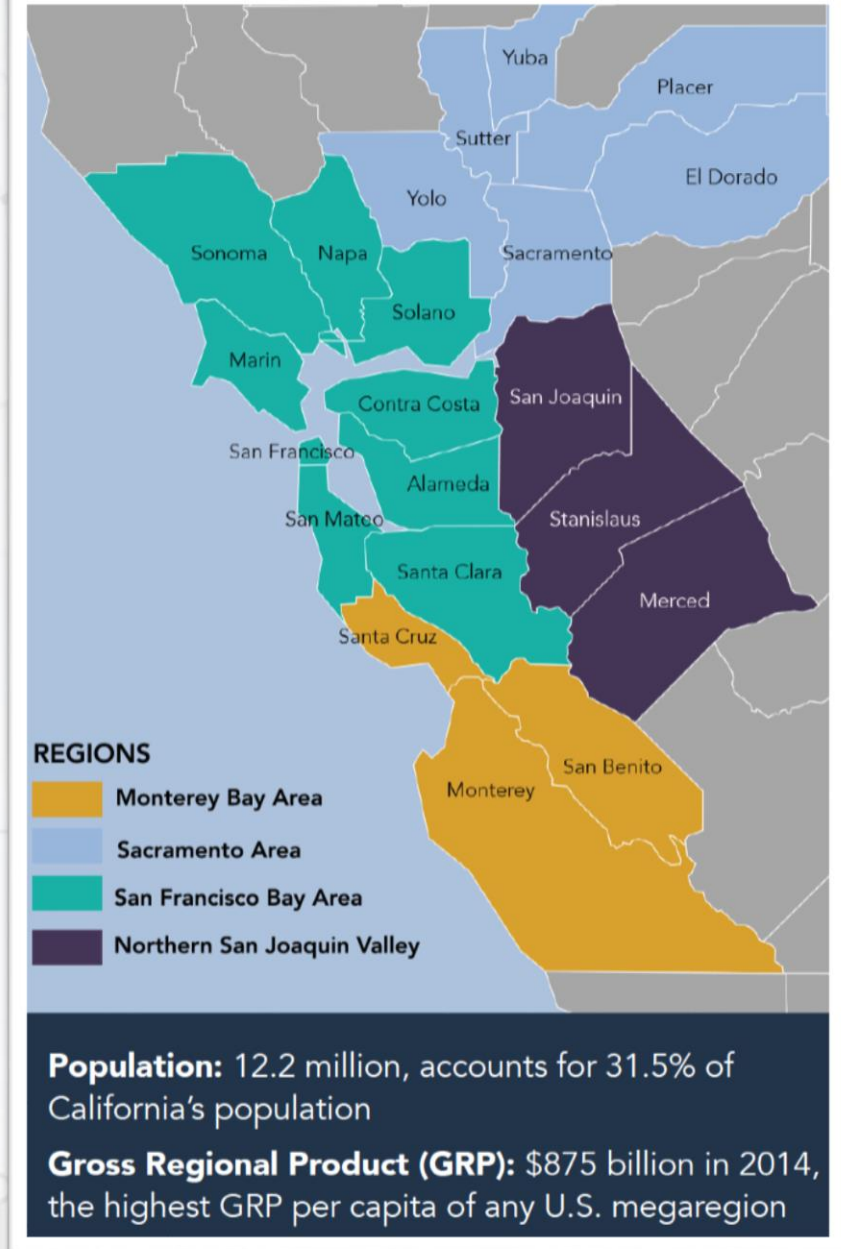 Yuba
Placer
Sutter
El Dorado
Yolo
Sonoma
Napa
Sacramento
Solano
Marin
Contra Costa
San Joaquin
San Francisco
Alameda
San Mateo
Stanislaus
Santa Clara
Merced
Santa Cruz
REGIONS
San Benito
Monterey
Monterey Bay Area
Sacramento Area
San Francisco Bay Area
Northern San Joaquin Valley
Population: 12.2 million, accounts for 31.5% of
California’s population
Gross Regional Product (GRP): $875 billion in 2014,
the highest GRP per capita of any U.S. megaregion